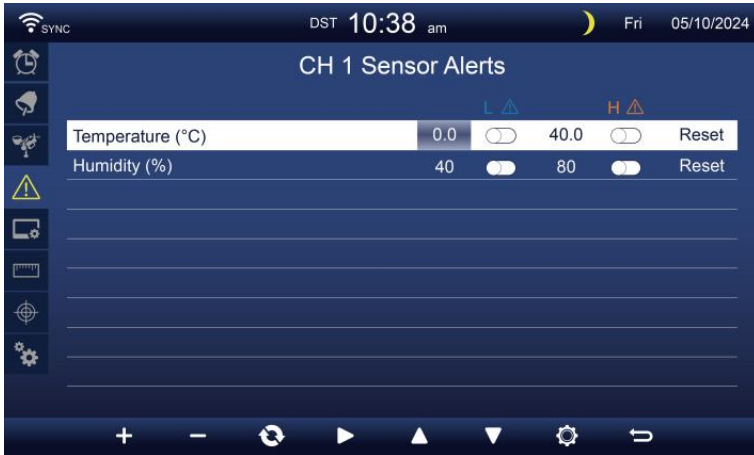 SYNC DST 10:38 am Fri 05/10/2024
CH 1 Sensor Alerts
L H
Temperature (°C) 0.0 40.0 Reset
Humidity (%) 40 80 Reset